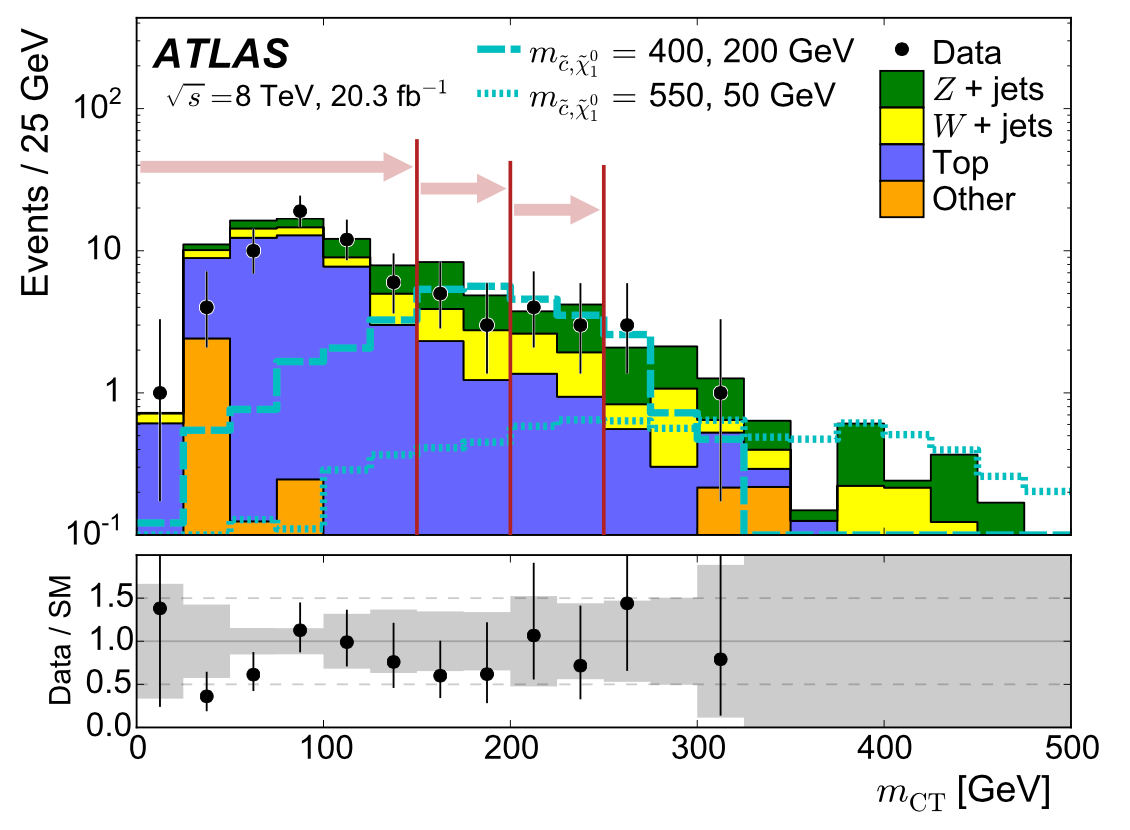 ATLAS
√s =8 TeV, 20.3 fb⁻¹
m_c̃,χ̃₁⁰ = 400, 200 GeV
m_c̃,χ̃₁⁰ = 550, 50 GeV
Data
Z + jets
W + jets
Top
Other
Events / 25 GeV
10²
10
1
10⁻¹
Data / SM
1.5
1.0
0.5
0.0
0 100 200 300 400 500
m_CT [GeV]